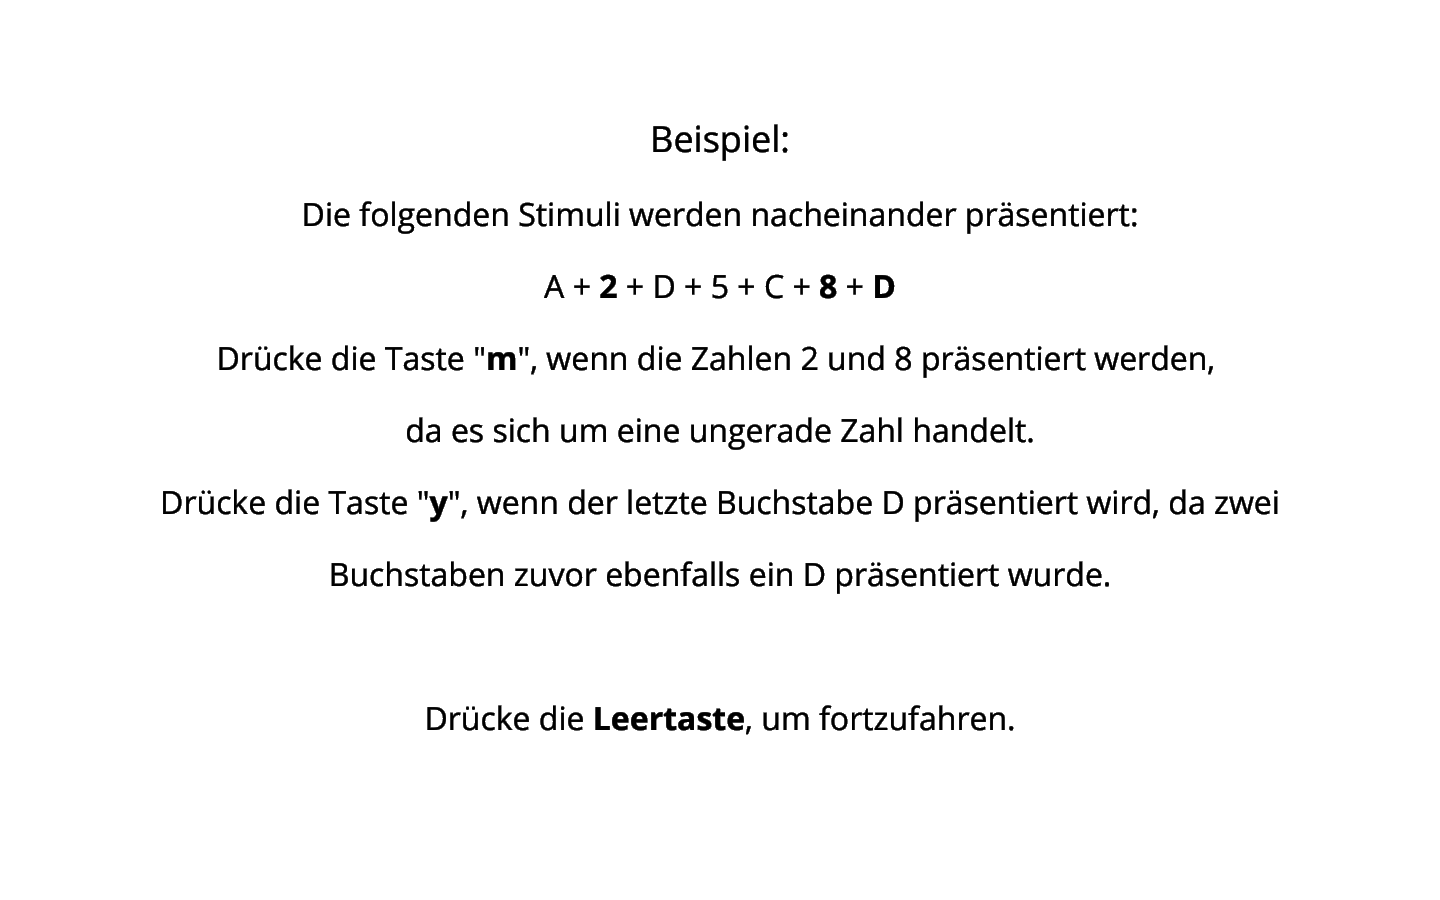 Beispiel:
Die folgenden Stimuli werden nacheinander präsentiert:
A + 2 + D + 5 + C + 8 + D
Drücke die Taste "m", wenn die Zahlen 2 und 8 präsentiert werden,
da es sich um eine ungerade Zahl handelt.
Drücke die Taste "y", wenn der letzte Buchstabe D präsentiert wird, da zwei
Buchstaben zuvor ebenfalls ein D präsentiert wurde.
Drücke die Leertaste, um fortzufahren.